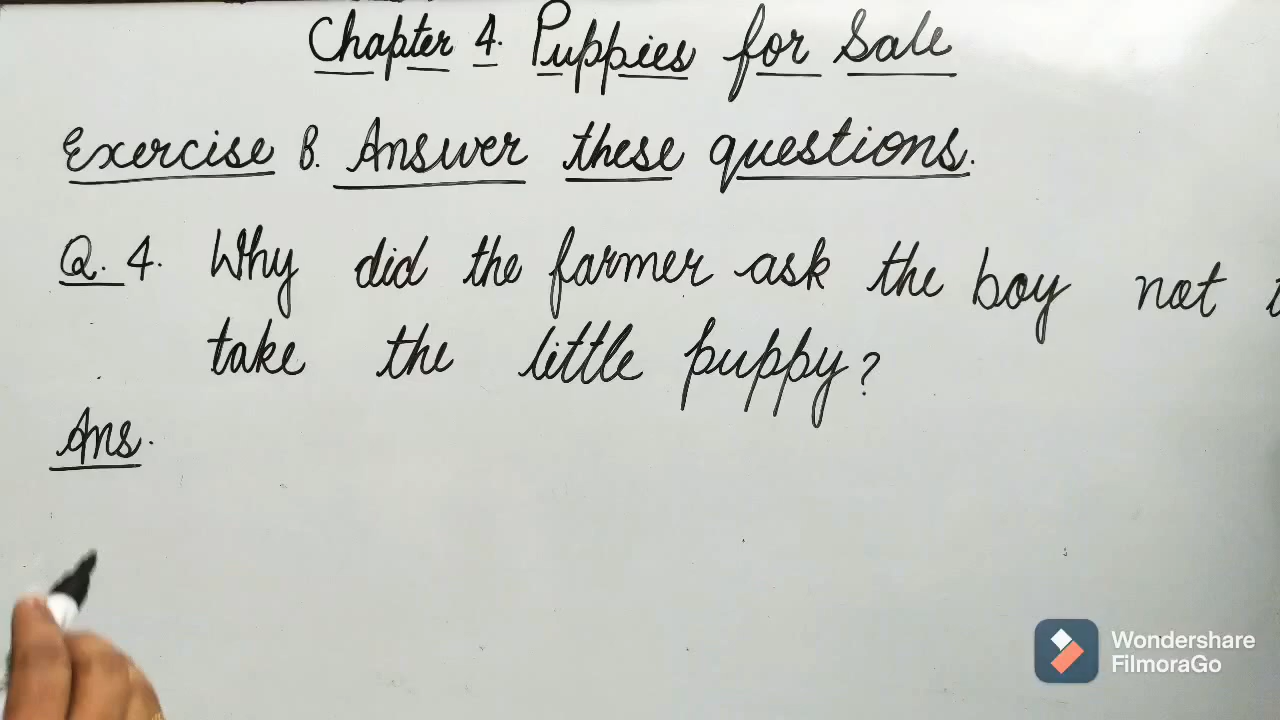 Chapter 4. Puppies for Sale
Exercise B. Answer these questions.
Q. 4. Why did the farmer ask the boy not
take the little puppy?
Ans.
Wondershare
FilmoraGo